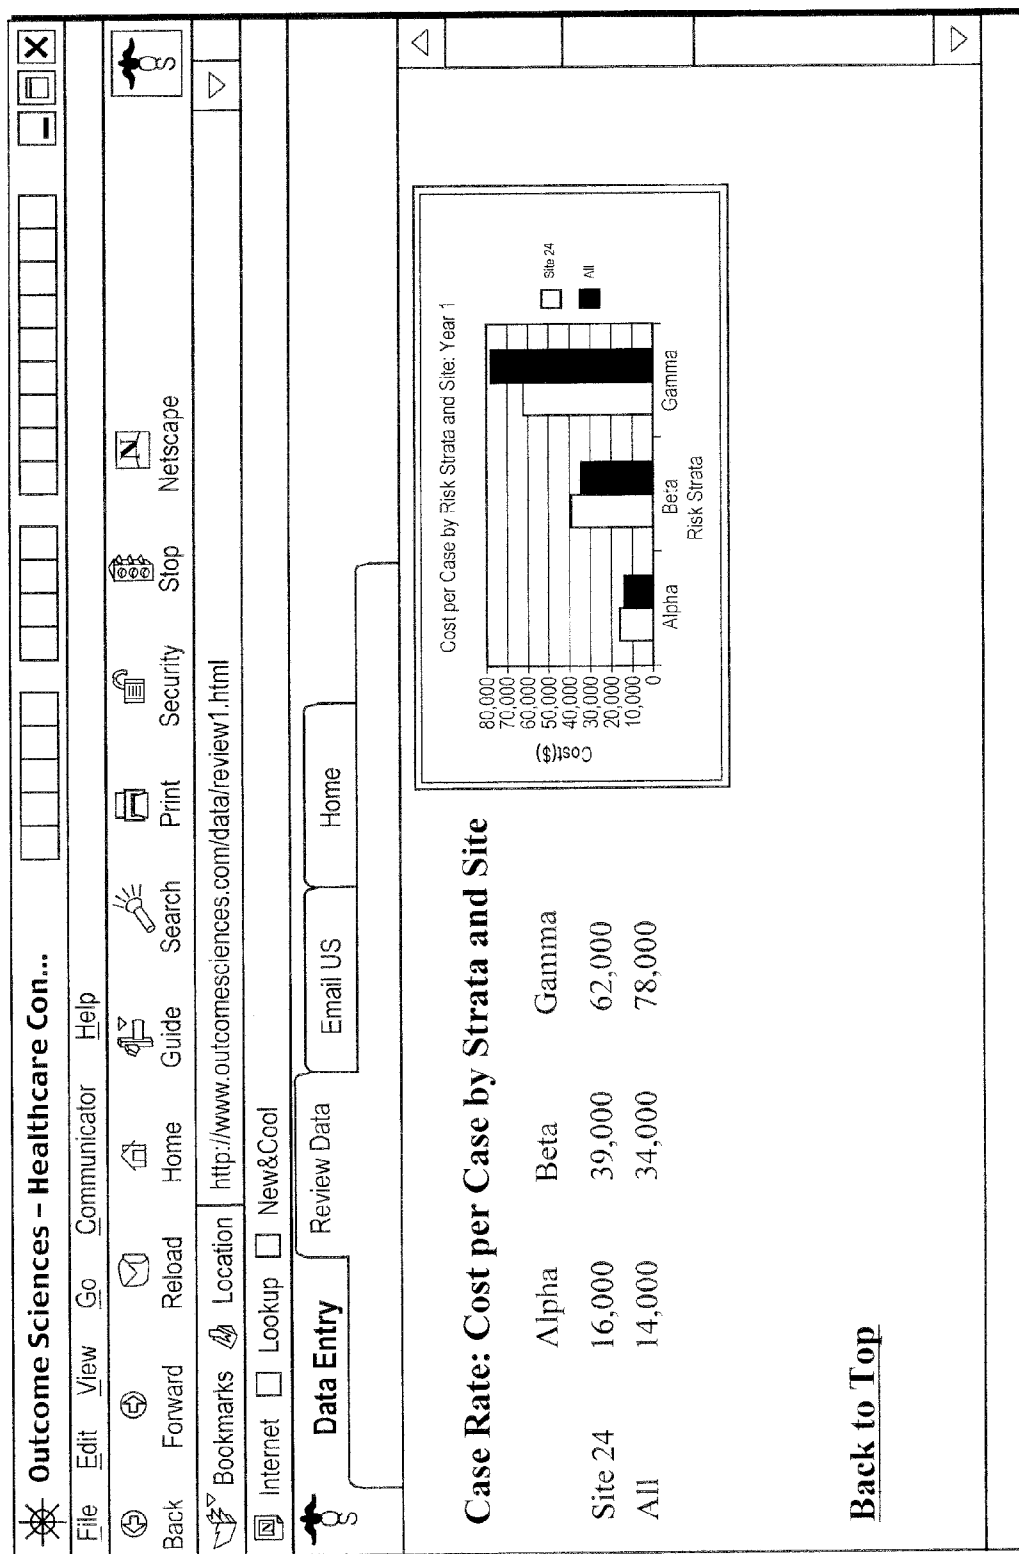 Outcome Sciences – Healthcare Con...
File Edit View Go Communicator Help
Back Forward Reload Home Guide Search Print Security Stop Netscape
N
S
Bookmarks Location http://www.outcomesciences.com/data/review1.html
N Internet Lookup New&Cool
S
Data Entry Review Data Email US Home
Case Rate: Cost per Case by Strata and Site
Alpha Beta Gamma
Site 24 16,000 39,000 62,000
All 14,000 34,000 78,000
Back to Top
Cost per Case by Risk Strata and Site: Year 1
Cost($)
80,000
70,000
60,000
50,000
40,000
30,000
20,000
10,000
0
Alpha Beta Gamma
Risk Strata
Site 24
All